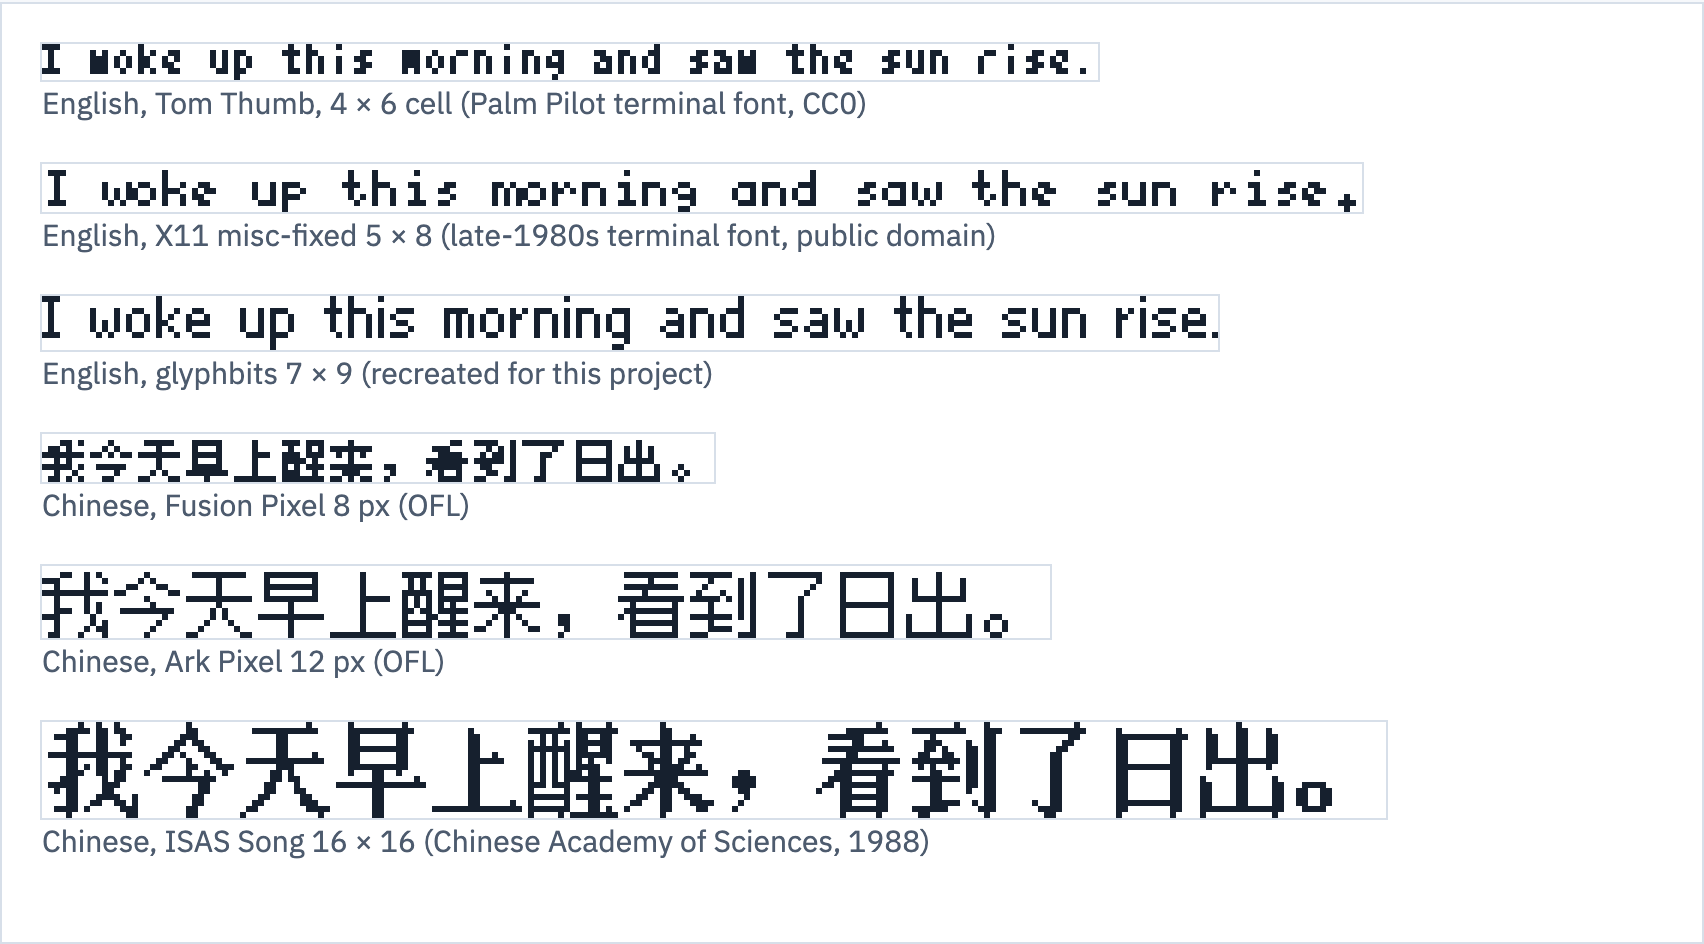 I woke up this morning and saw the sun rise.
English, Tom Thumb, 4 × 6 cell (Palm Pilot terminal font, CC0)
I woke up this morning and saw the sun rise.
English, X11 misc-fixed 5 × 8 (late-1980s terminal font, public domain)
I woke up this morning and saw the sun rise.
English, glyphbits 7 × 9 (recreated for this project)
我今天早上醒来，看到了日出。
Chinese, Fusion Pixel 8 px (OFL)
我今天早上醒来，看到了日出。
Chinese, Ark Pixel 12 px (OFL)
我今天早上醒来，看到了日出。
Chinese, ISAS Song 16 × 16 (Chinese Academy of Sciences, 1988)